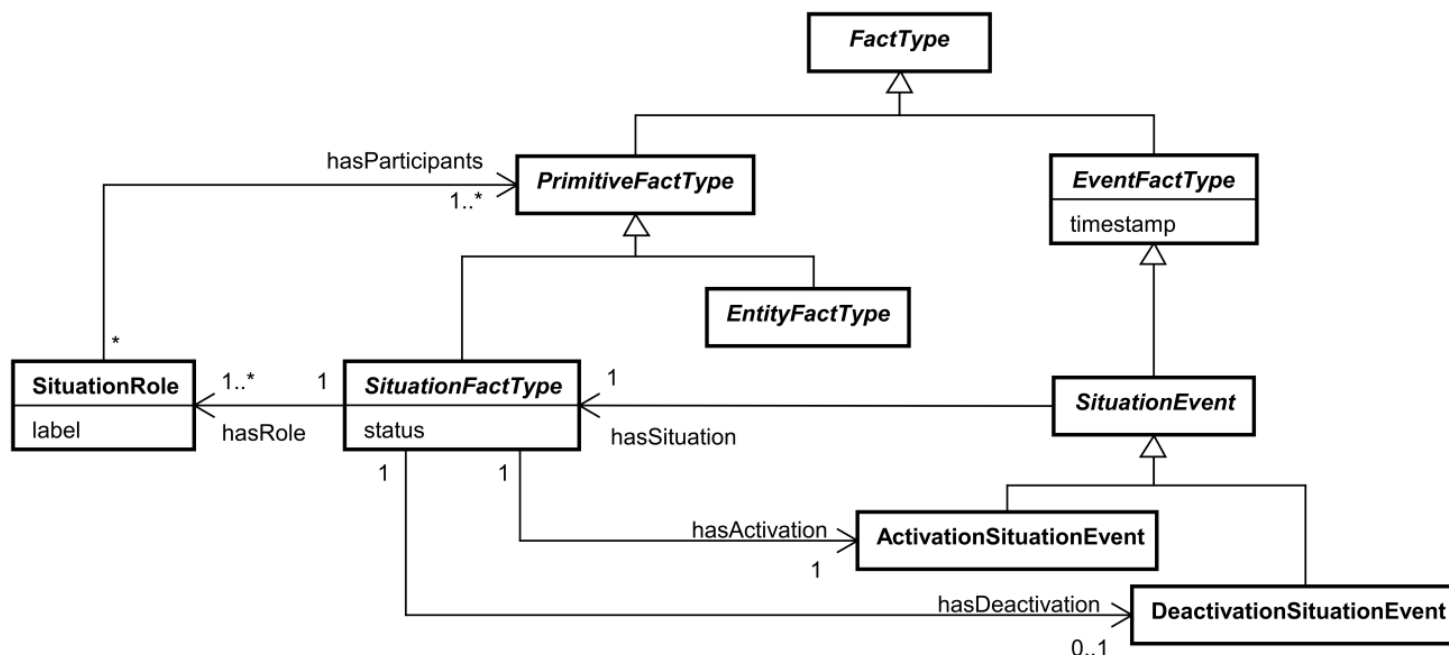 FactType
hasParticipants
1..*
PrimitiveFactType
EventFactType
timestamp
EntityFactType
*
SituationRole
label
1..*
1
hasRole
SituationFactType
status
1
hasSituation
SituationEvent
1
1
hasActivation
1
ActivationSituationEvent
hasDeactivation
0..1
DeactivationSituationEvent